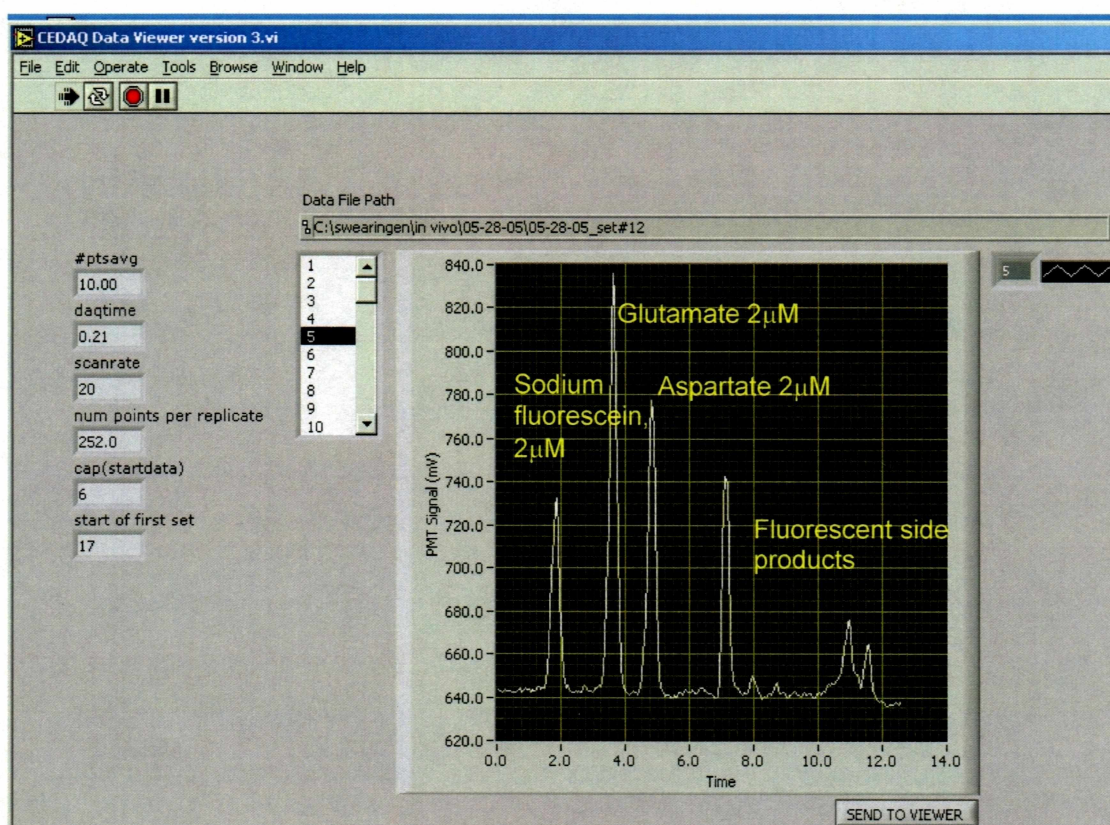 CEDAQ Data Viewer version 3.vi
File Edit Operate Tools Browse Window Help
Data File Path
C:\swearingen\in vivo\05-28-05\05-28-05_set#12
#ptsavg
10.00
daqtime
0.21
scanrate
20
num points per replicate
252.0
cap(startdata)
6
start of first set
17
1
2
3
4
5
6
7
8
9
10
840.0
820.0
800.0
780.0
760.0
740.0
720.0
700.0
680.0
660.0
640.0
620.0
PMT Signal (mV)
Glutamate 2µM
Sodium
fluorescein,
2µM
Aspartate 2µM
Fluorescent side
products
0.0 2.0 4.0 6.0 8.0 10.0 12.0 14.0
Time
5
SEND TO VIEWER